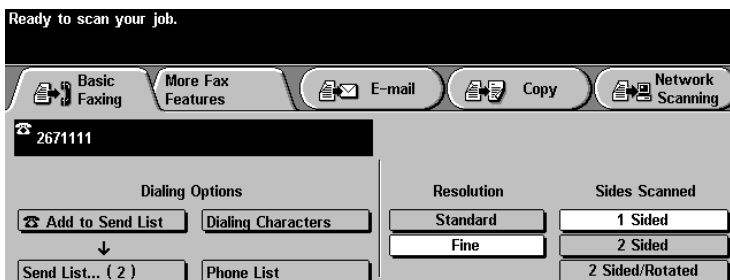 Ready to scan your job.
Basic Faxing
More Fax Features
E-mail
Copy
Network Scanning
2671111
Dialing Options
Resolution
Sides Scanned
Add to Send List
Dialing Characters
Standard
1 Sided
Fine
2 Sided
Send List... ( 2 )
Phone List
2 Sided/Rotated